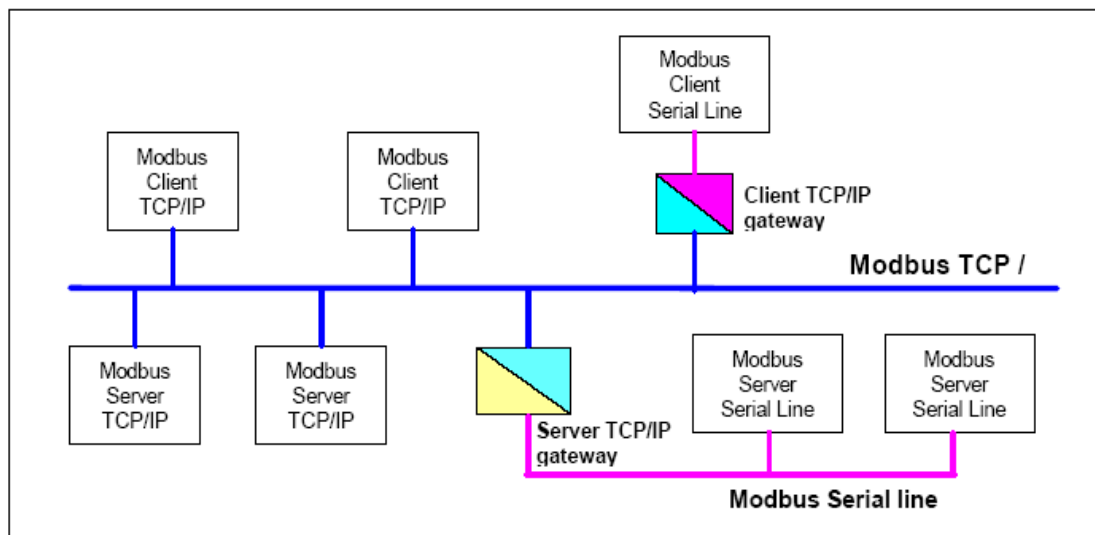 Modbus
Client
Serial Line
Modbus
Client
TCP/IP
Modbus
Client
TCP/IP
Client TCP/IP
gateway
Modbus TCP /
Modbus
Server
TCP/IP
Modbus
Server
TCP/IP
Server TCP/IP
gateway
Modbus
Server
Serial Line
Modbus
Server
Serial Line
Modbus Serial line